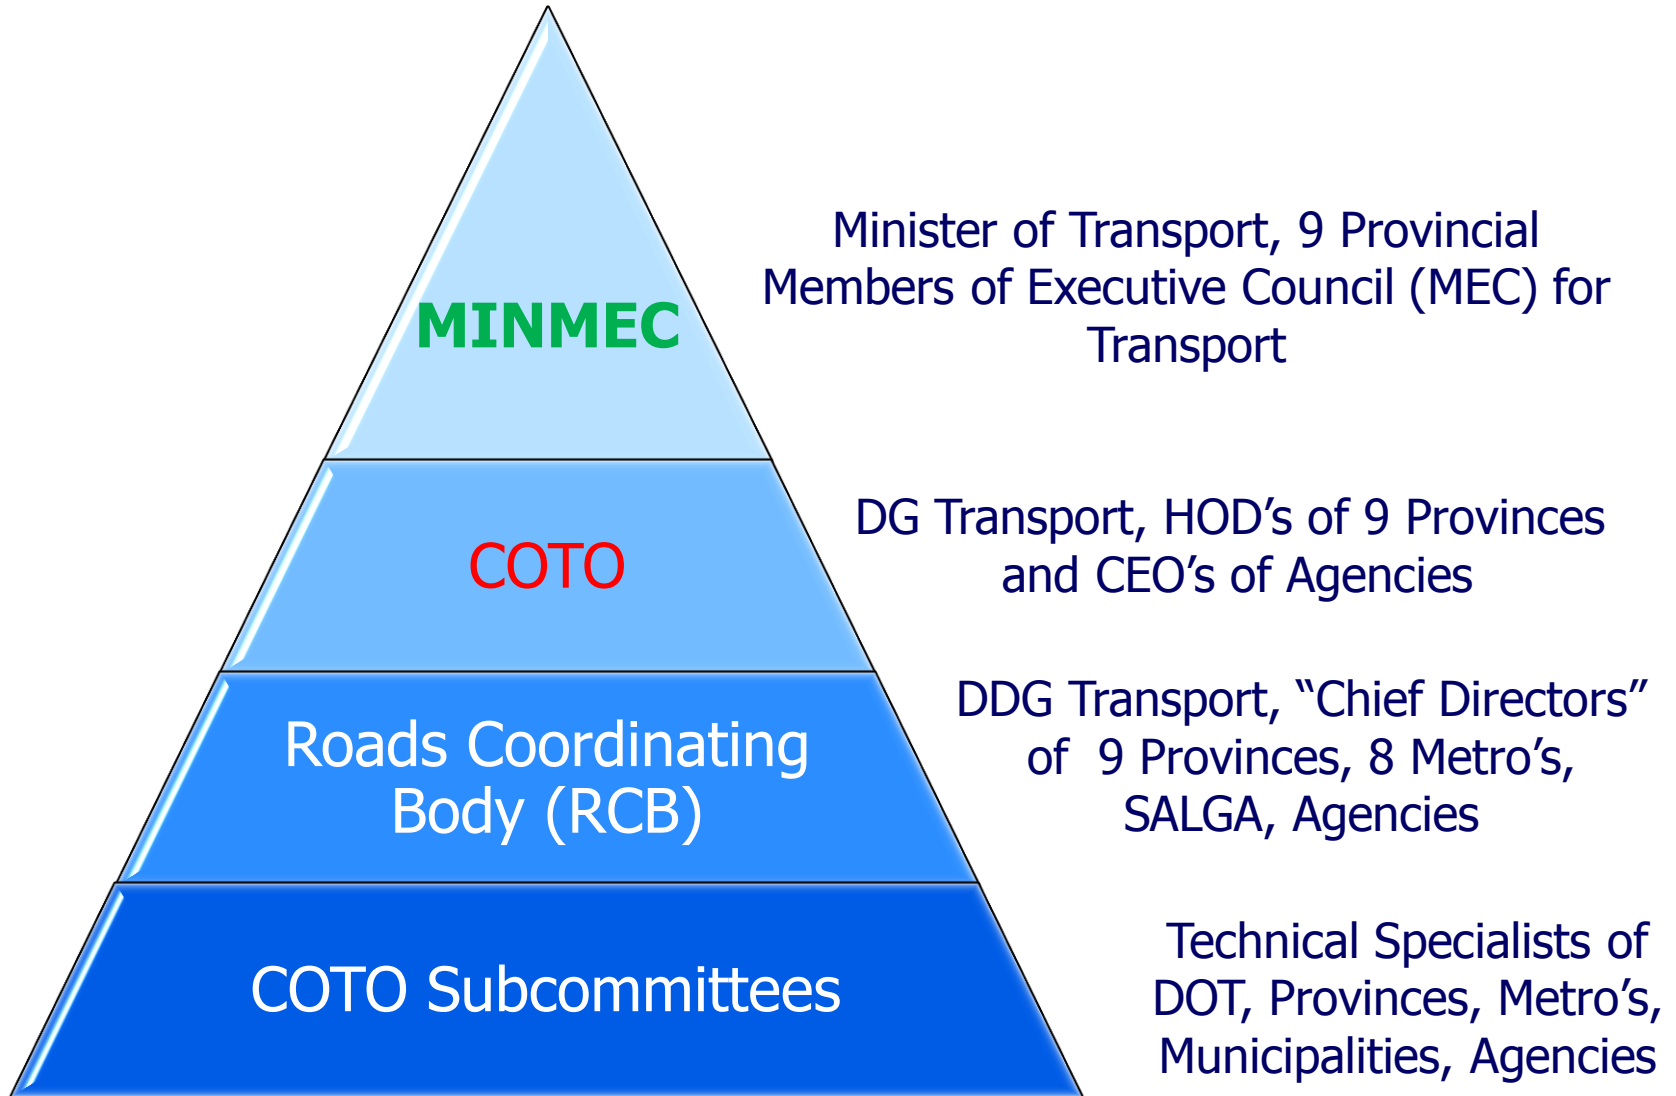 MINMEC
Minister of Transport, 9 Provincial
Members of Executive Council (MEC) for
Transport
COTO
DG Transport, HOD’s of 9 Provinces
and CEO’s of Agencies
Roads Coordinating
Body (RCB)
DDG Transport, “Chief Directors”
of 9 Provinces, 8 Metro’s,
SALGA, Agencies
COTO Subcommittees
Technical Specialists of
DOT, Provinces, Metro’s,
Municipalities, Agencies